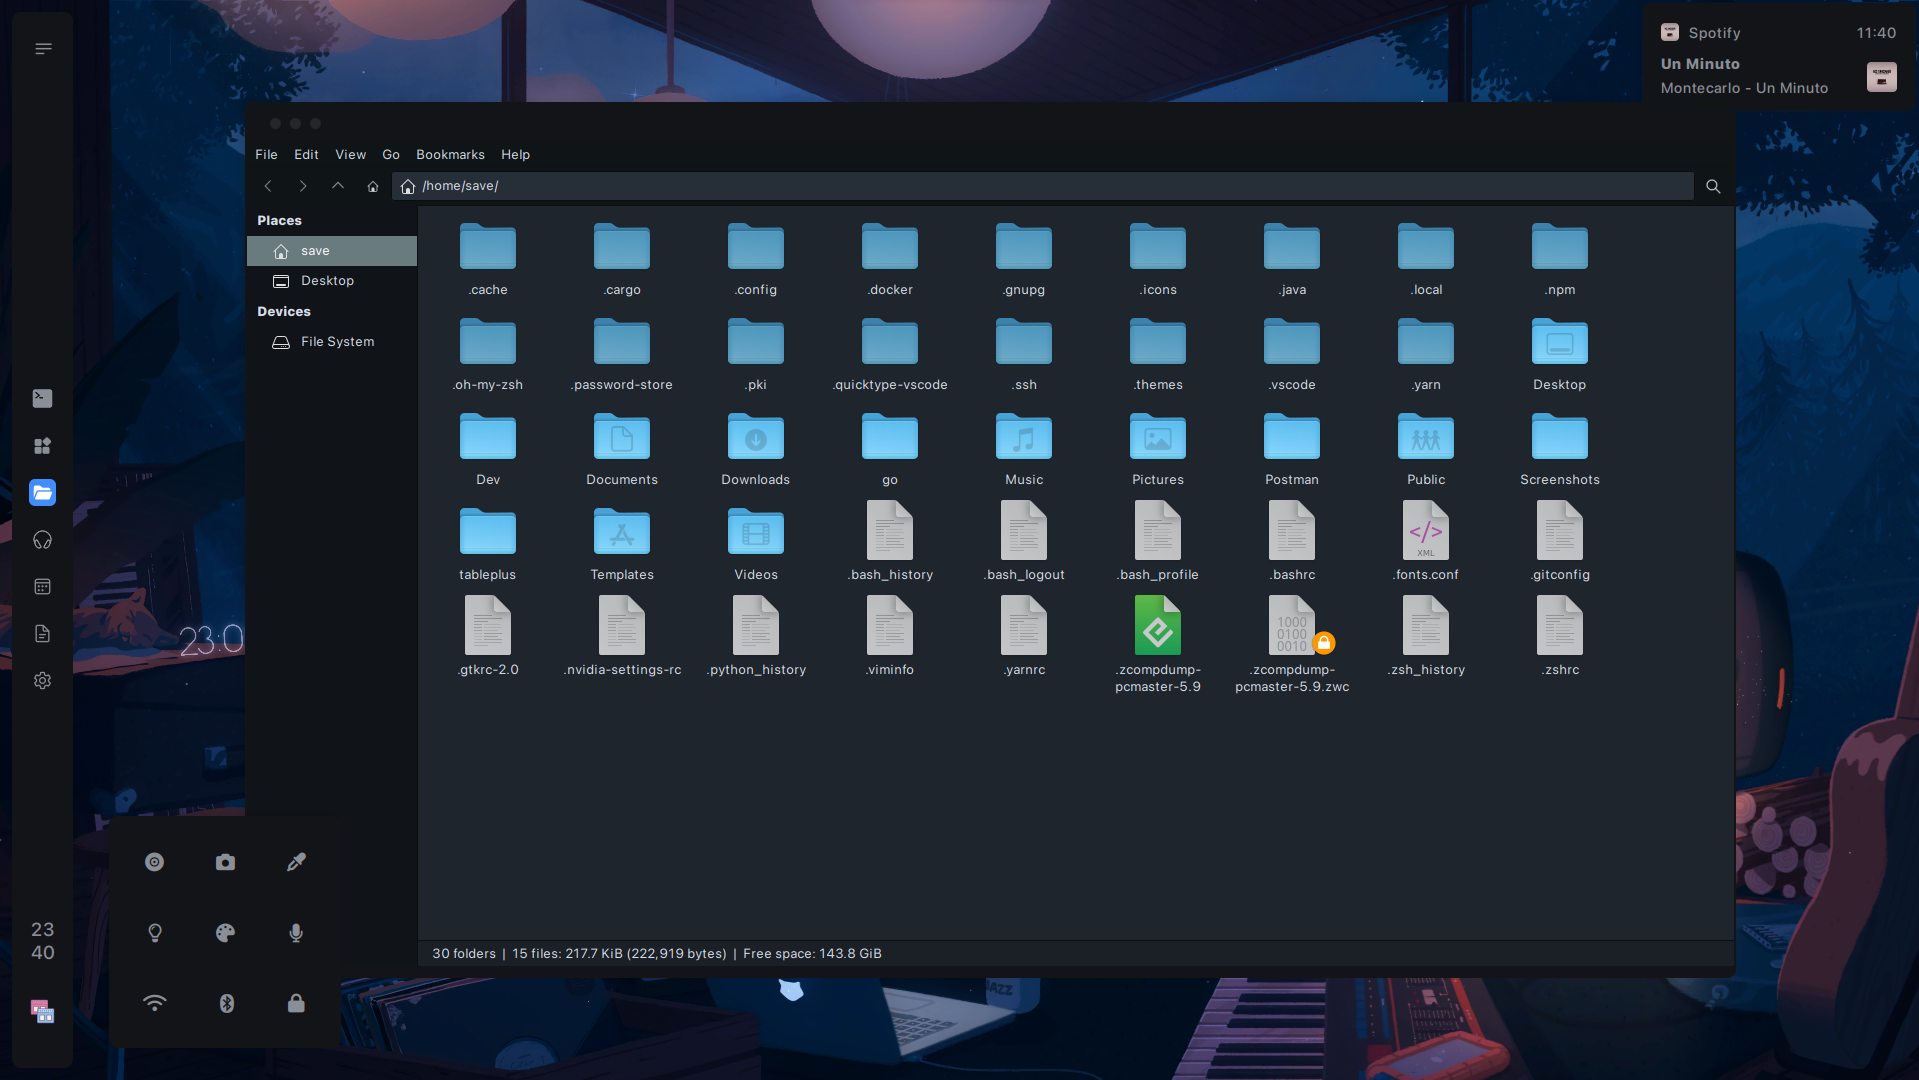 Spotify 11:40
Un Minuto
Montecarlo - Un Minuto
File Edit View Go Bookmarks Help
/home/save/
Places
save
Desktop
Devices
File System
.cache .cargo .config .docker .gnupg .icons .java .local .npm
.oh-my-zsh .password-store .pki .quicktype-vscode .ssh .themes .vscode .yarn Desktop
Dev Documents Downloads go Music Pictures Postman Public Screenshots
XML
tableplus Templates Videos .bash_history .bash_logout .bash_profile .bashrc .fonts.conf .gitconfig
1000
0100
0010
.gtkrc-2.0 .nvidia-settings-rc .python_history .viminfo .yarnrc .zcompdump- .zcompdump- .zsh_history .zshrc
pcmaster-5.9 pcmaster-5.9.zwc
30 folders | 15 files: 217.7 KiB (222,919 bytes) | Free space: 143.8 GiB
23:0
23
40
JAZZ